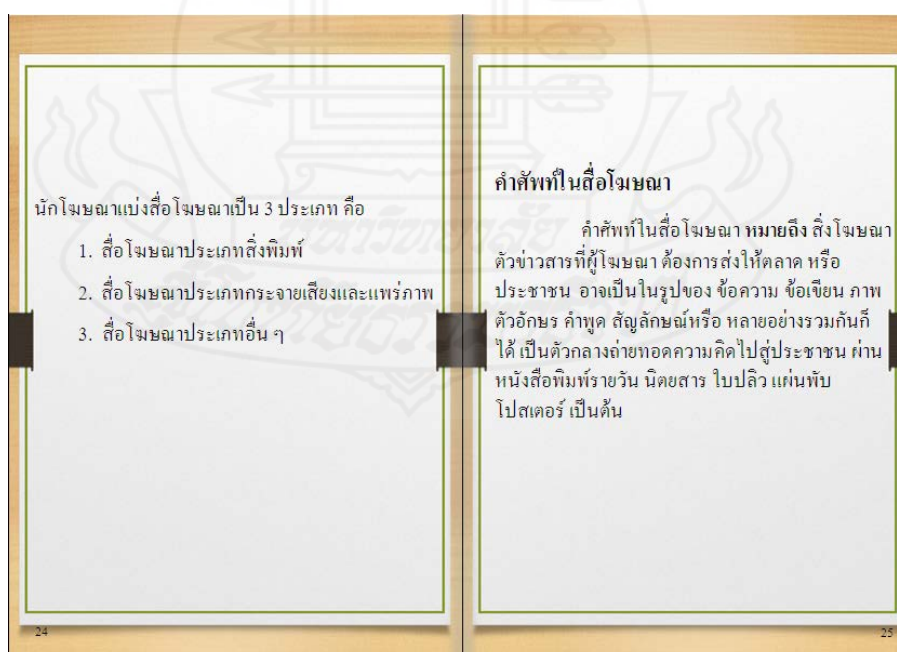 นักโฆษณาแบ่งสื่อโฆษณาเป็น 3 ประเภท คือ
1. สื่อโฆษณาประเภทสิ่งพิมพ์
2. สื่อโฆษณาประเภทกระจายเสียงและแพร่ภาพ
3. สื่อโฆษณาประเภทอื่น ๆ
24
คำศัพท์ในสื่อโฆษณา
คำศัพท์ในสื่อโฆษณา หมายถึง สิ่งโฆษณา
ตัวข่าวสารที่ผู้โฆษณา ต้องการส่งให้ตลาด หรือ
ประชาชน อาจเป็นในรูปของ ข้อความ ข้อเขียน ภาพ
ตัวอักษร คำพูด สัญลักษณ์หรือ หลายอย่างรวมกันก็
ได้ เป็นตัวกลางถ่ายทอดความคิดไปสู่ประชาชน ผ่าน
หนังสือพิมพ์รายวัน นิตยสาร ใบปลิว แผ่นพับ
โปสเตอร์ เป็นต้น
25